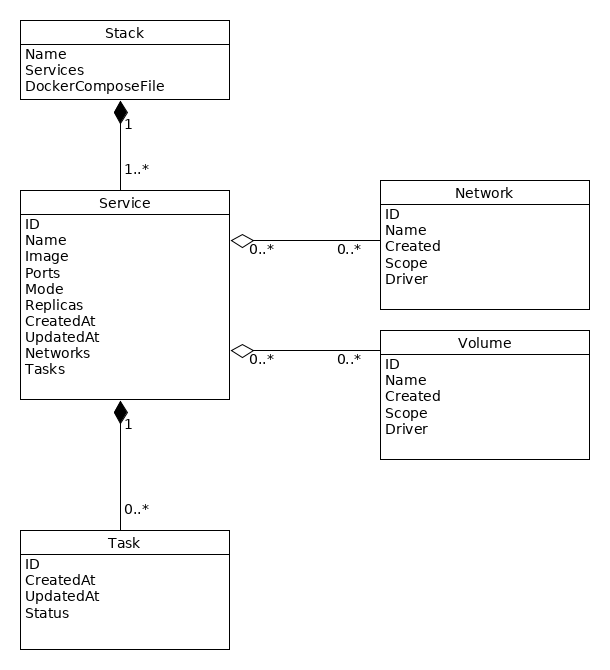 Stack
Name
Services
DockerComposeFile
1
1..*
Service
ID
Name
Image
Ports
Mode
Replicas
CreatedAt
UpdatedAt
Networks
Tasks
0..* 0..*
0..* 0..*
Network
ID
Name
Created
Scope
Driver
Volume
ID
Name
Created
Scope
Driver
1
0..*
Task
ID
CreatedAt
UpdatedAt
Status